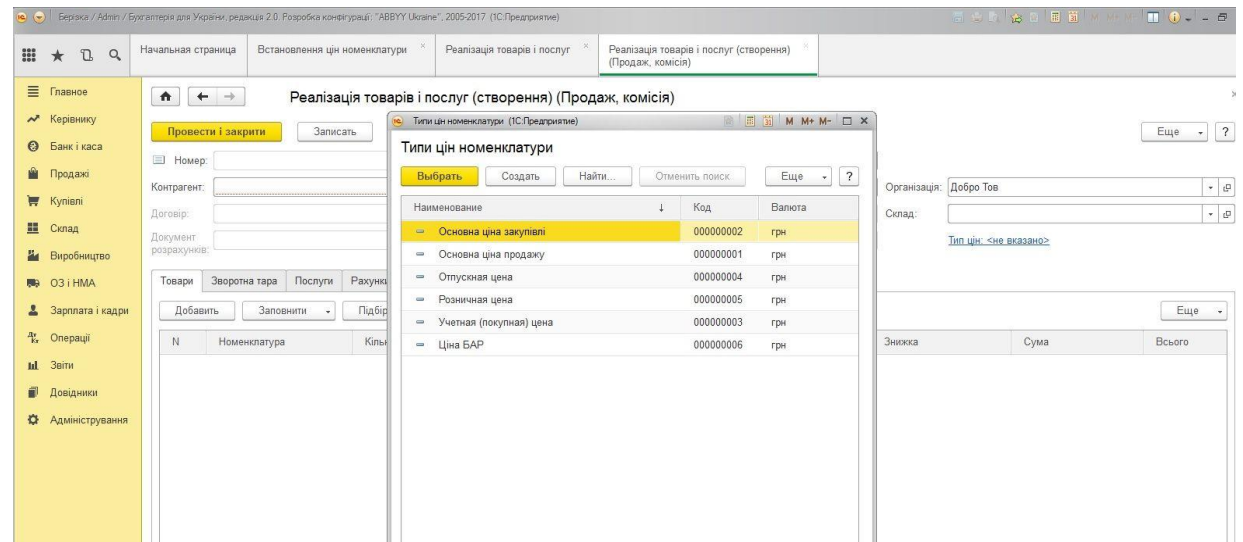 Берізка / Admin / Бухгалтерія для України, редакція 2.0. Розробка конфігурації: "ABBYY Ukraine", 2005-2017 (1С:Предприятие)
M M+ M-
Начальная страница
Встановлення цін номенклатури
Реалізація товарів і послуг
Реалізація товарів і послуг (створення) (Продаж, комісія)
Главное
Керівнику
Банк і каса
Продажі
Купівлі
Склад
Виробництво
ОЗ і НМА
Зарплата і кадри
Операції
Звіти
Довідники
Адміністрування
Реалізація товарів і послуг (створення) (Продаж, комісія)
Провести і закрити Записать
Еще ?
Номер:
Контрагент:
Договір:
Документ розрахунків:
Організація: Добро Тов
Склад:
Тип цін: <не вказано>
Товари Зворотна тара Послуги Рахунки
Добавить Заповнити Підбір
Еще
N Номенклатура Кільк
Знижка Сума Всього
Типи цін номенклатури (1С:Предприятие)
M M+ M-
Типи цін номенклатури
Выбрать Создать Найти... Отменить поиск Еще ?
Наименование ↓ Код Валюта
Основна ціна закупівлі 000000002 грн
Основна ціна продажу 000000001 грн
Отпускная цена 000000004 грн
Розничная цена 000000005 грн
Учетная (покупная) цена 000000003 грн
Ціна БАР 000000006 грн